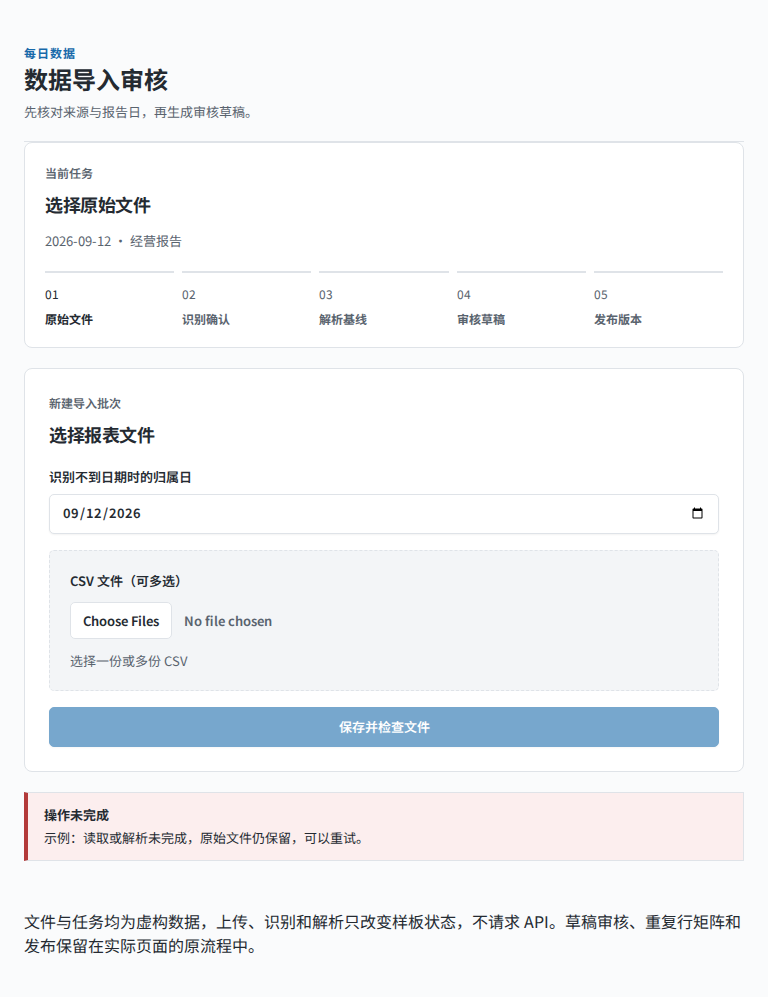 每日数据
数据导入审核
先核对来源与报告日，再生成审核草稿。
当前任务
选择原始文件
2026-09-12 · 经营报告
01
原始文件
02
识别确认
03
解析基线
04
审核草稿
05
发布版本
新建导入批次
选择报表文件
识别不到日期时的归属日
09/12/2026
CSV 文件（可多选）
Choose Files
No file chosen
选择一份或多份 CSV
保存并检查文件
操作未完成
示例：读取或解析未完成，原始文件仍保留，可以重试。
文件与任务均为虚构数据，上传、识别和解析只改变样板状态，不请求 API。草稿审核、重复行矩阵和
发布保留在实际页面的原流程中。